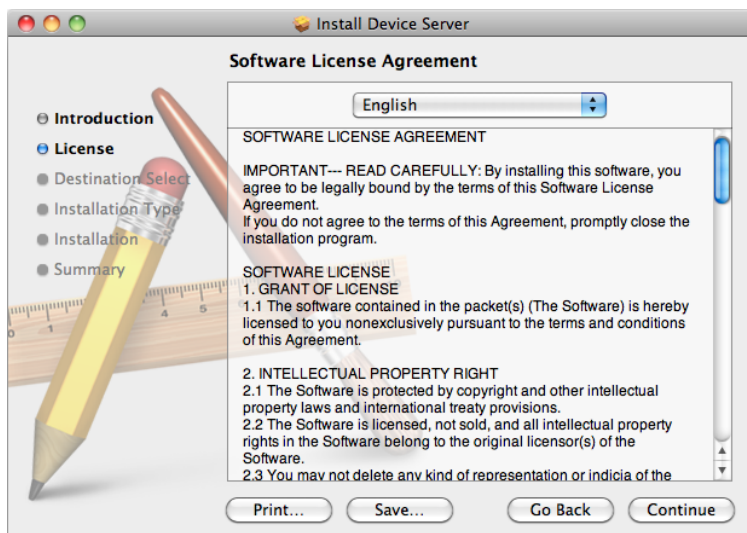 Install Device Server
Software License Agreement
Introduction
License
Destination Select
Installation Type
Installation
Summary
English
SOFTWARE LICENSE AGREEMENT
IMPORTANT--- READ CAREFULLY: By installing this software, you
agree to be legally bound by the terms of this Software License
Agreement.
If you do not agree to the terms of this Agreement, promptly close the
installation program.
SOFTWARE LICENSE
1. GRANT OF LICENSE
1.1 The software contained in the packet(s) (The Software) is hereby
licensed to you nonexclusively pursuant to the terms and conditions
of this Agreement.
2. INTELLECTUAL PROPERTY RIGHT
2.1 The Software is protected by copyright and other intellectual
property laws and international treaty provisions.
2.2 The Software is licensed, not sold, and all intellectual property
rights in the Software belong to the original licensor(s) of the
Software.
2.3 You may not delete any kind of representation or indicia of the
0 1 4 5
Print...
Save...
Go Back
Continue